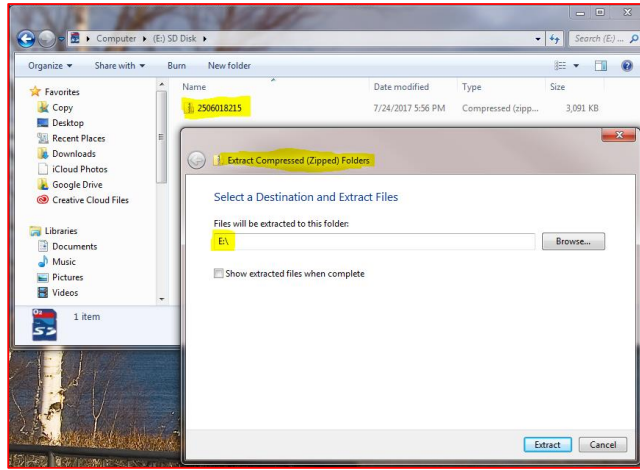 Computer ▸ (E:) SD Disk ▸
Search (E:) ...
Organize ▾ Share with ▾ Burn New folder
Name Date modified Type Size
2506018215 7/24/2017 5:56 PM Compressed (zipp... 3,091 KB
Favorites
Copy
Desktop
Recent Places
Downloads
iCloud Photos
Google Drive
Creative Cloud Files
Libraries
Documents
Music
Pictures
Videos
1 item
O2
SD
Extract Compressed (Zipped) Folders
Select a Destination and Extract Files
Files will be extracted to this folder:
E:\
Browse...
Show extracted files when complete
Extract Cancel